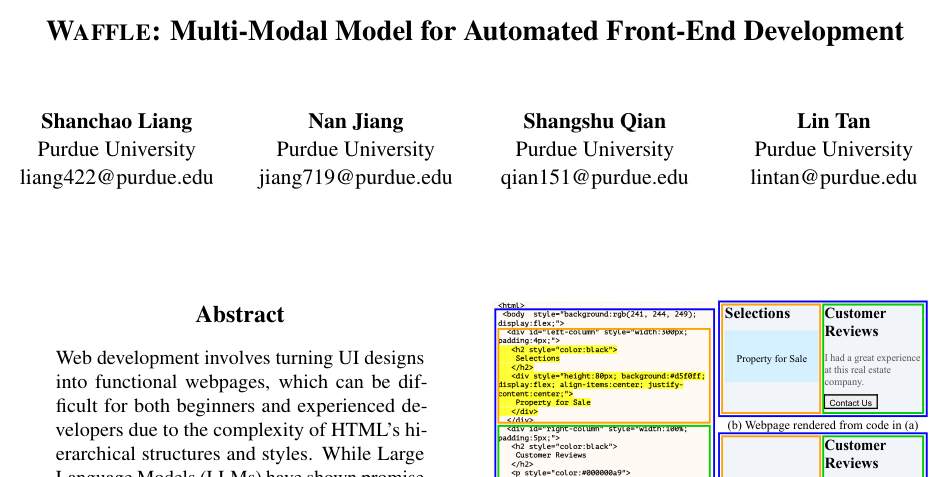 WAFFLE: Multi-Modal Model for Automated Front-End Development
Shanchao Liang
Purdue University
liang422@purdue.edu
Nan Jiang
Purdue University
jiang719@purdue.edu
Shangshu Qian
Purdue University
qian151@purdue.edu
Lin Tan
Purdue University
lintan@purdue.edu
Abstract
Web development involves turning UI designs
into functional webpages, which can be dif-
ficult for both beginners and experienced de-
velopers due to the complexity of HTML's hi-
erarchical structures and styles. While Large
Language Models (LLMs) have shown promise
<html>
<body style="background:rgb(241, 244, 249);
display:flex;">
<div id="left-column" style="width:300px;
padding:4px;">
<h2 style="color:black">
Selections
</h2>
<div style="height:80px; background:#d5f0ff;
display:flex; align-items:center; justify-
content:center;">
Property for Sale
</div>
</div>
<div id="right-column" style="width:100%;
padding:5px;">
<h2 style="color:black">
Customer Reviews
</h2>
<p style="color:#000000a9">
Selections
Property for Sale
Customer
Reviews
I had a great experience
at this real estate
company.
Contact Us
(b) Webpage rendered from code in (a)
Customer
Reviews